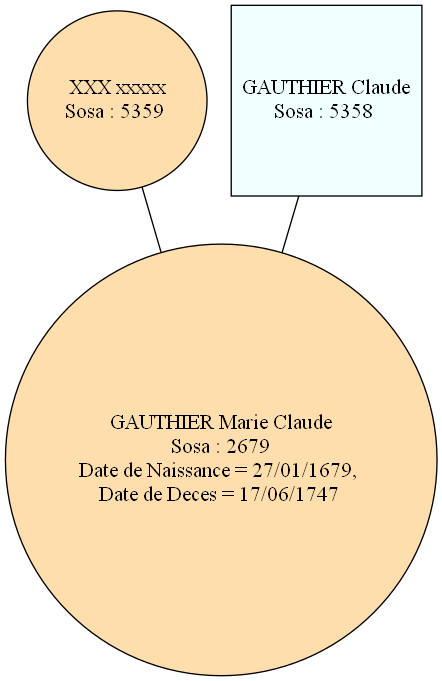 XXX xxxxx
Sosa : 5359
GAUTHIER Claude
Sosa : 5358
GAUTHIER Marie Claude
Sosa : 2679
Date de Naissance = 27/01/1679,
Date de Deces = 17/06/1747